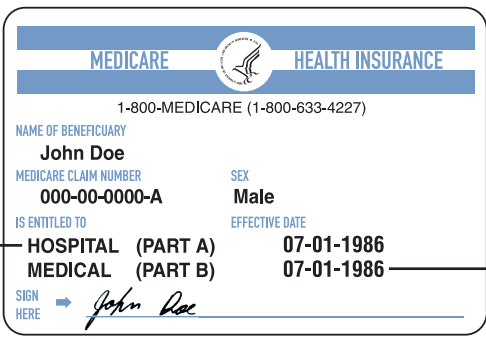 MEDICARE HEALTH INSURANCE
1-800-MEDICARE (1-800-633-4227)
NAME OF BENEFICIARY
John Doe
MEDICARE CLAIM NUMBER SEX
000-00-0000-A Male
IS ENTITLED TO EFFECTIVE DATE
HOSPITAL (PART A) 07-01-1986
MEDICAL (PART B) 07-01-1986
SIGN HERE John Doe